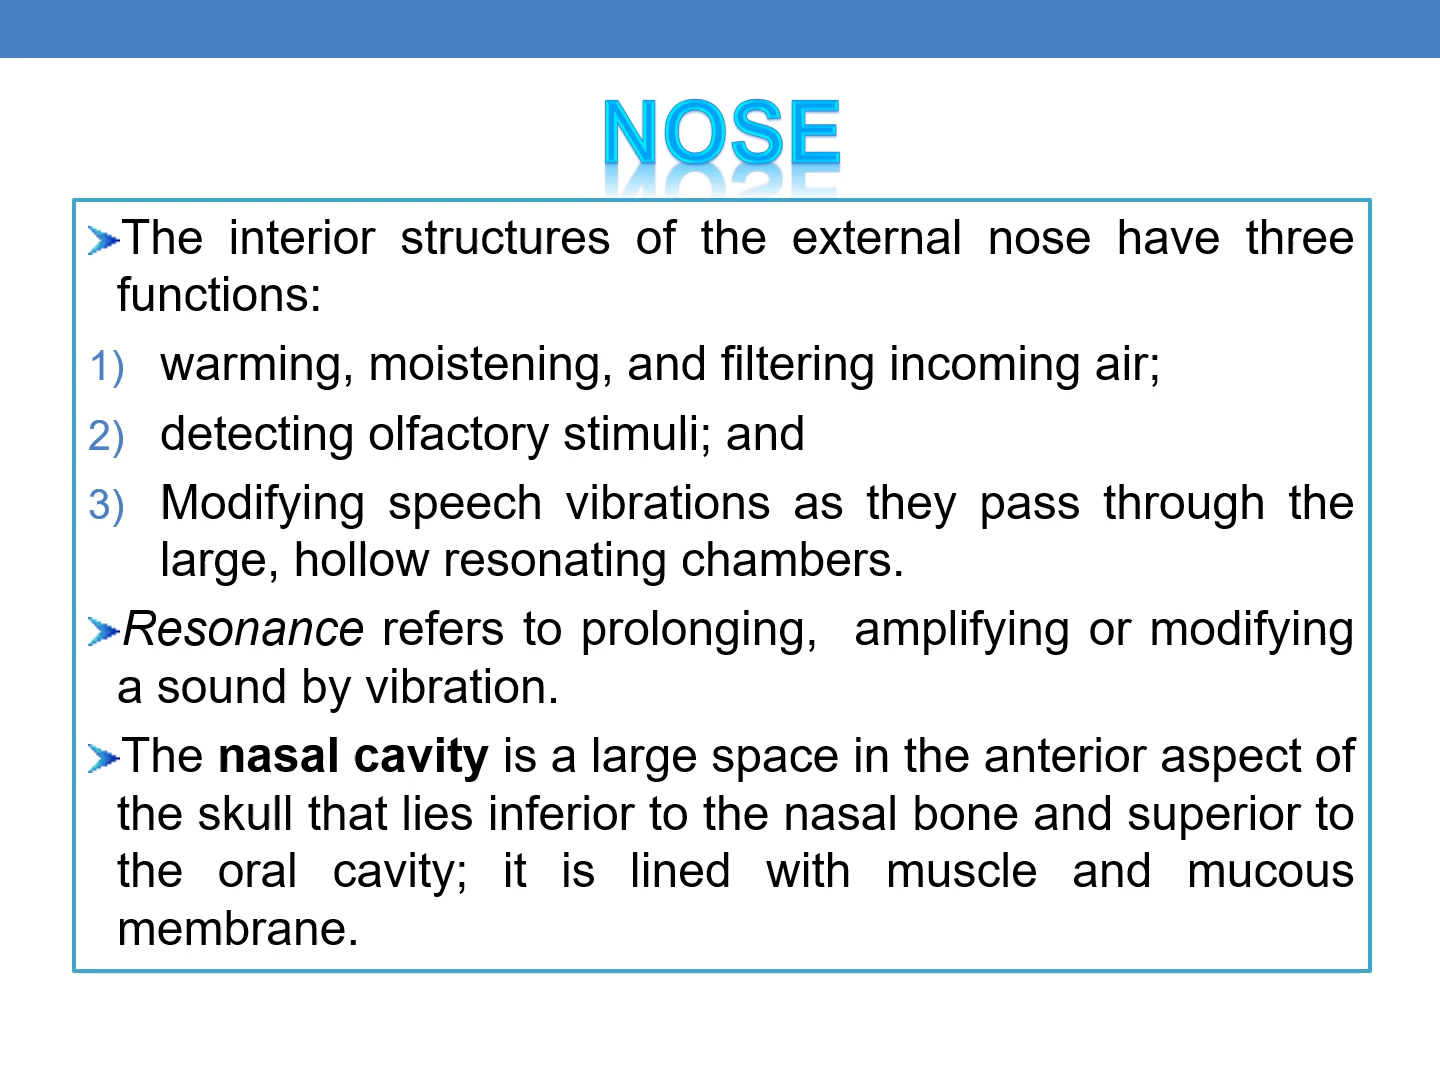 NOSE
The interior structures of the external nose have three
functions:
1) warming, moistening, and filtering incoming air;
2) detecting olfactory stimuli; and
3) Modifying speech vibrations as they pass through the
large, hollow resonating chambers.
Resonance refers to prolonging, amplifying or modifying
a sound by vibration.
The nasal cavity is a large space in the anterior aspect of
the skull that lies inferior to the nasal bone and superior to
the oral cavity; it is lined with muscle and mucous
membrane.